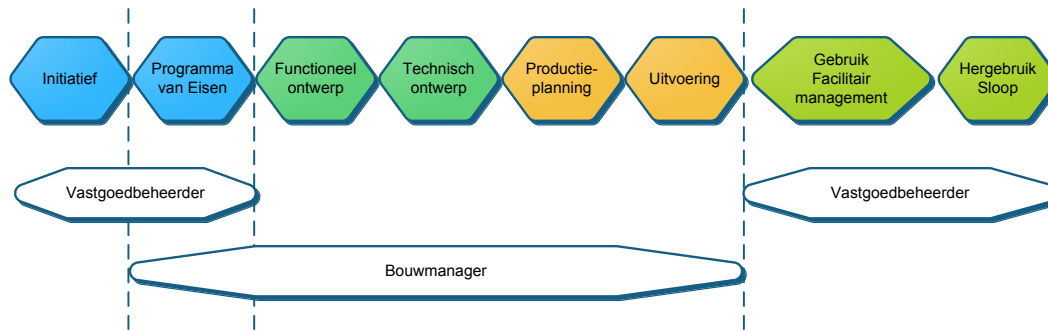 Initiatief
Programma
van Eisen
Functioneel
ontwerp
Technisch
ontwerp
Productie-
planning
Uitvoering
Gebruik
Facilitair
management
Hergebruik
Sloop
Vastgoedbeheerder
Vastgoedbeheerder
Bouwmanager